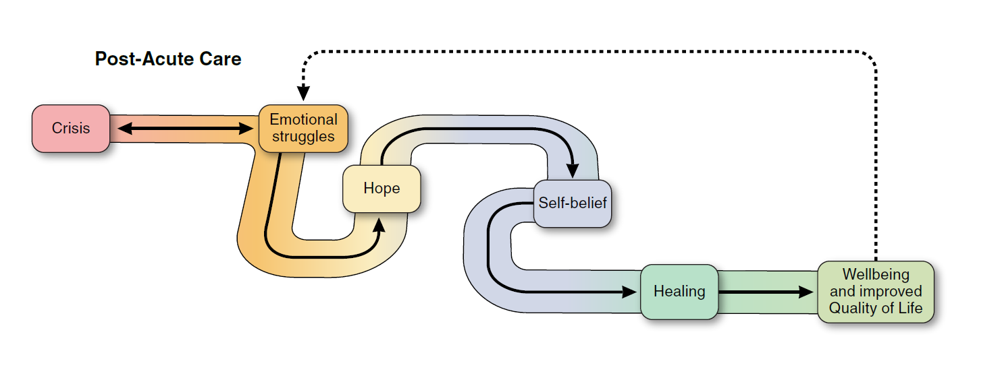 Post-Acute Care
Crisis
Emotional
struggles
Hope
Self-belief
Healing
Wellbeing
and improved
Quality of Life